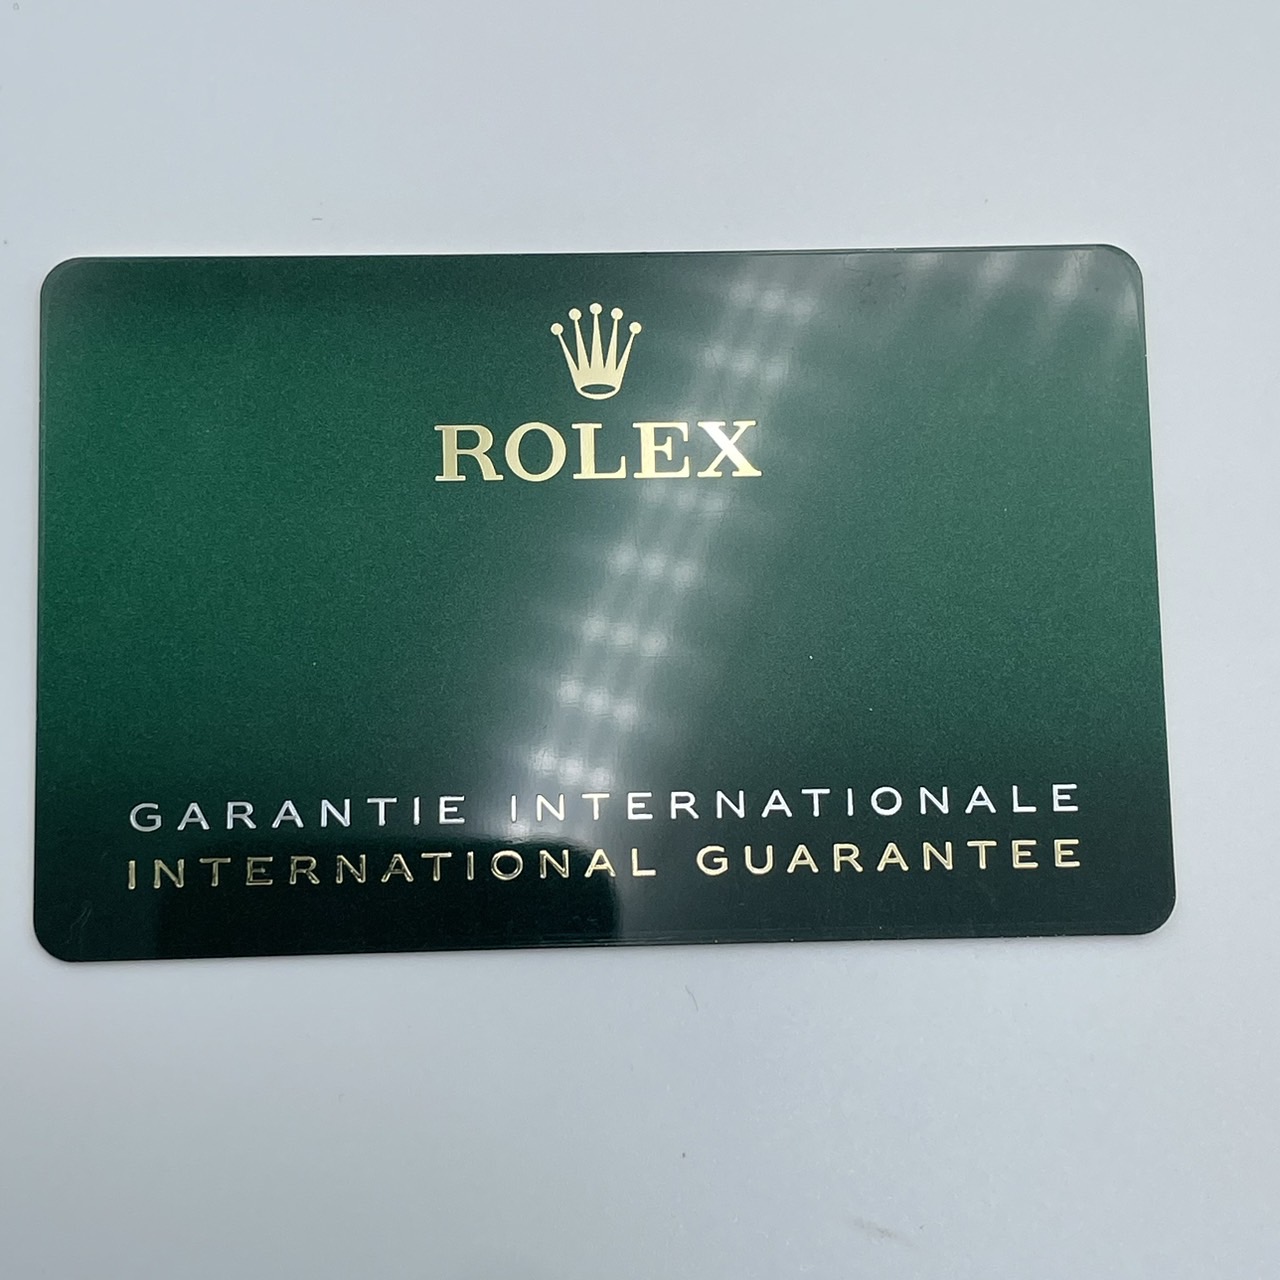 ROLEX
GARANTIE INTERNATIONALE
INTERNATIONAL GUARANTEE